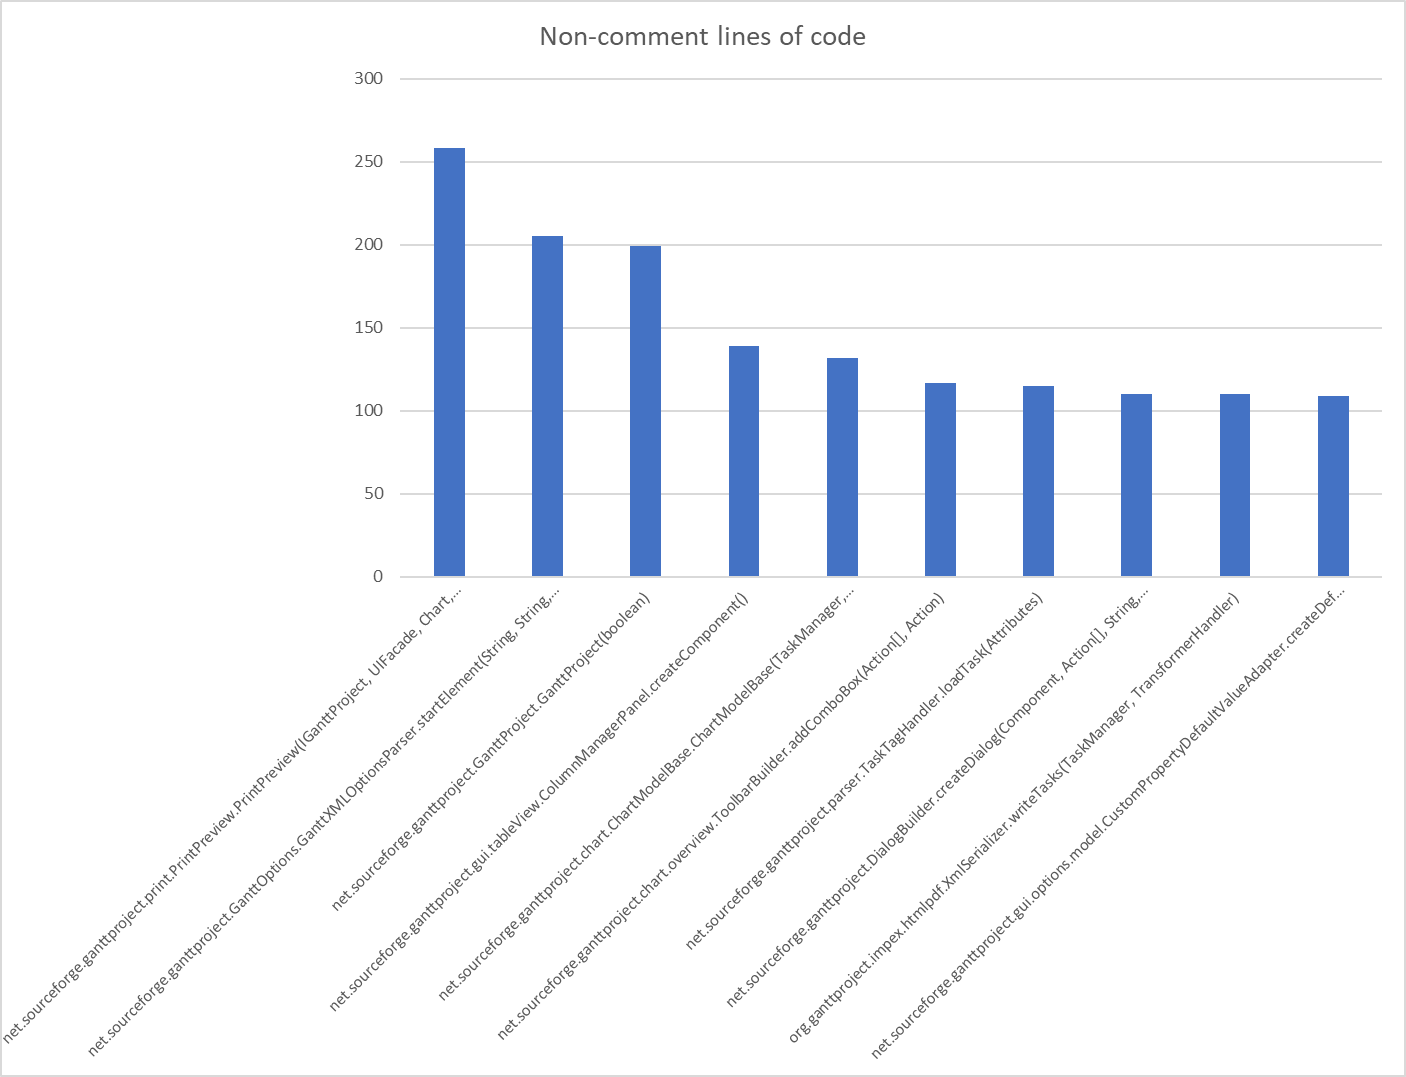 Non-comment lines of code
300
250
200
150
100
50
0
net.sourceforge.ganttproject.print.PrintPreview.PrintPreview(IGanttProject, UIFacade, Chart,...
net.sourceforge.ganttproject.GanttOptions.GanttXMLOptionsParser.startElement(String, String,...
net.sourceforge.ganttproject.GanttProject.GanttProject(boolean)
net.sourceforge.ganttproject.gui.tableView.ColumnManagerPanel.createComponent()
net.sourceforge.ganttproject.chart.ChartModelBase.ChartModelBase(TaskManager,...
net.sourceforge.ganttproject.chart.overview.ToolbarBuilder.addComboBox(Action[], Action)
net.sourceforge.ganttproject.parser.TaskTagHandler.loadTask(Attributes)
net.sourceforge.ganttproject.DialogBuilder.createDialog(Component, Action[], String,...
org.ganttproject.impex.htmlpdf.XmlSerializer.writeTasks(TaskManager, TransformerHandler)
net.sourceforge.ganttproject.gui.options.model.CustomPropertyDefaultValueAdapter.createDef...